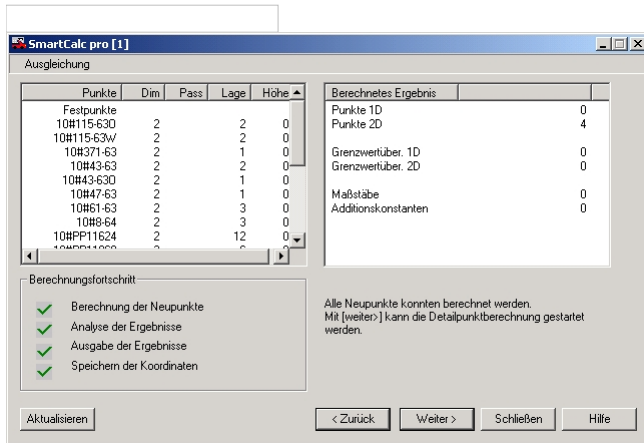 SmartCalc pro [1]
Ausgleichung
Punkte Dim Pass Lage Höhe
Festpunkte
10#115-63O 2 2 0
10#115-63W 2 2 0
10#371-63 2 1 0
10#43-63 2 2 0
10#43-63O 2 1 0
10#47-63 2 1 0
10#61-63 2 3 0
10#8-64 2 3 0
10#PP11624 2 12 0
Berechnetes Ergebnis
Punkte 1D 0
Punkte 2D 4
Grenzwertüber. 1D 0
Grenzwertüber. 2D 0
Maßstäbe 0
Additionskonstanten 0
Berechnungsfortschritt
Berechnung der Neupunkte
Analyse der Ergebnisse
Ausgabe der Ergebnisse
Speichern der Koordinaten
Alle Neupunkte konnten berechnet werden.
Mit [weiter>] kann die Detailpunktberechnung gestartet
werden.
Aktualisieren
< Zurück
Weiter >
Schließen
Hilfe